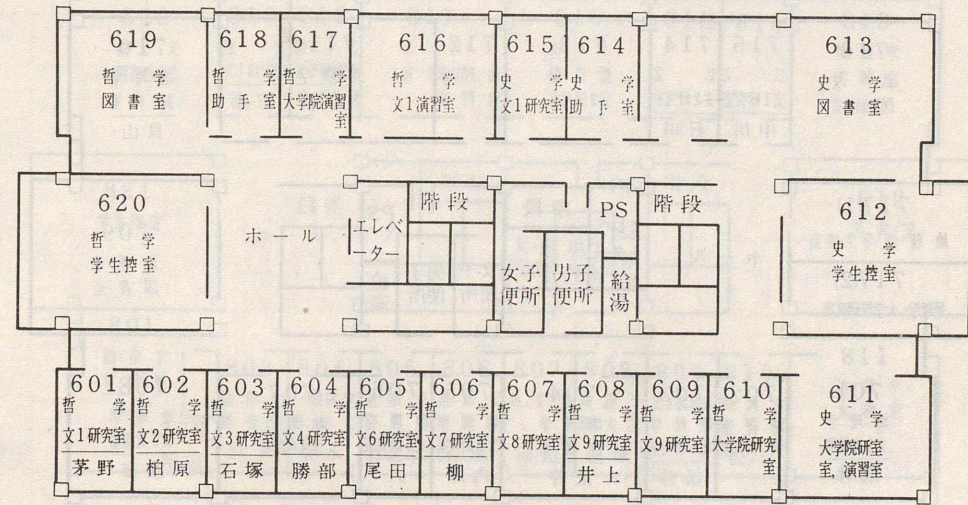 619
哲学
図書室
618
哲学
助手室
617
哲学
大学院演習室
616
哲学
文1演習室
615
史学
文1研究室
614
史学
助手室
613
史学
図書室
620
哲学
学生控室
ホール
エレベーター
階段
女子便所
男子便所
PS
給湯
階段
612
史学
学生控室
601
哲学
文1研究室
茅野
602
哲学
文2研究室
柏原
603
哲学
文3研究室
石塚
604
哲学
文4研究室
勝部
605
哲学
文6研究室
尾田
606
哲学
文7研究室
柳
607
哲学
文8研究室
608
哲学
文9研究室
井上
609
哲学
文9研究室
610
哲学
大学院研究室
611
史学
大学院研室
室,演習室